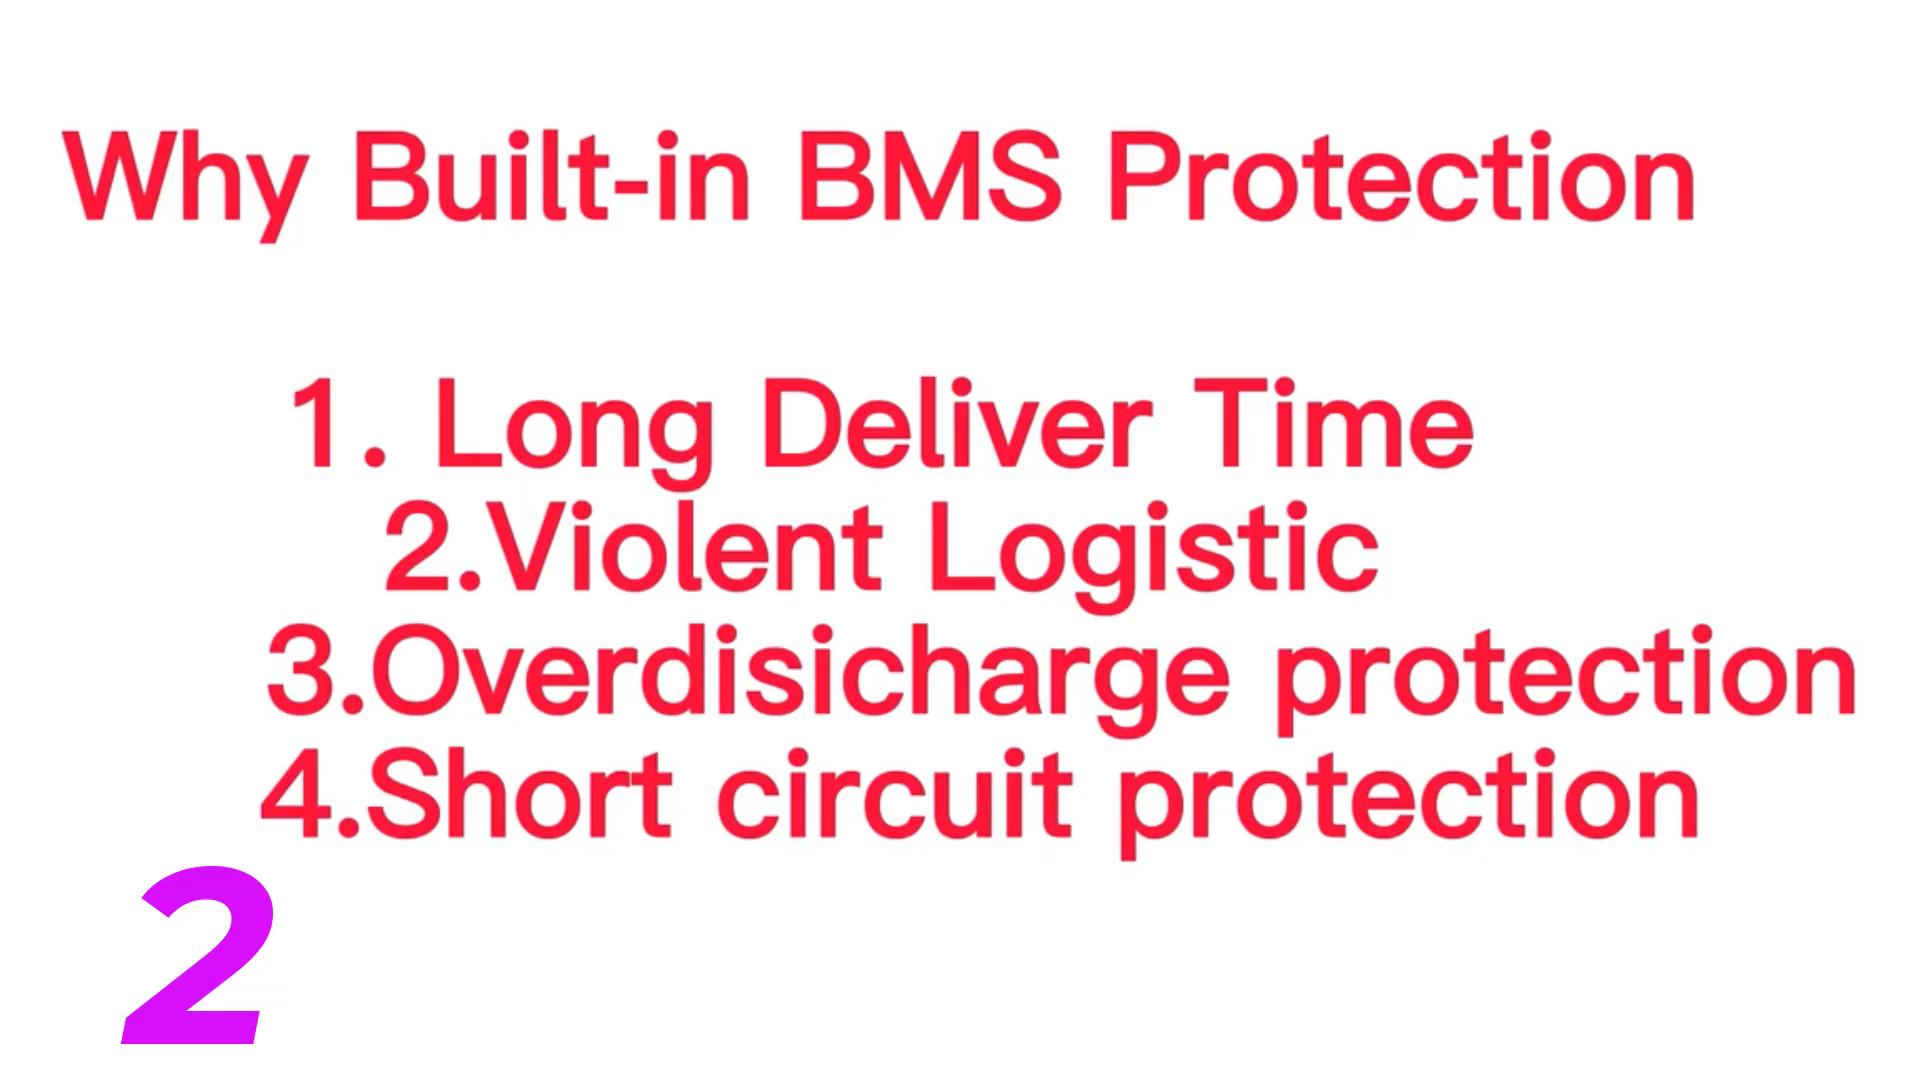 Why Built-in BMS Protection
1. Long Deliver Time
2.Violent Logistic
3.Overdisicharge protection
4.Short circuit protection
2